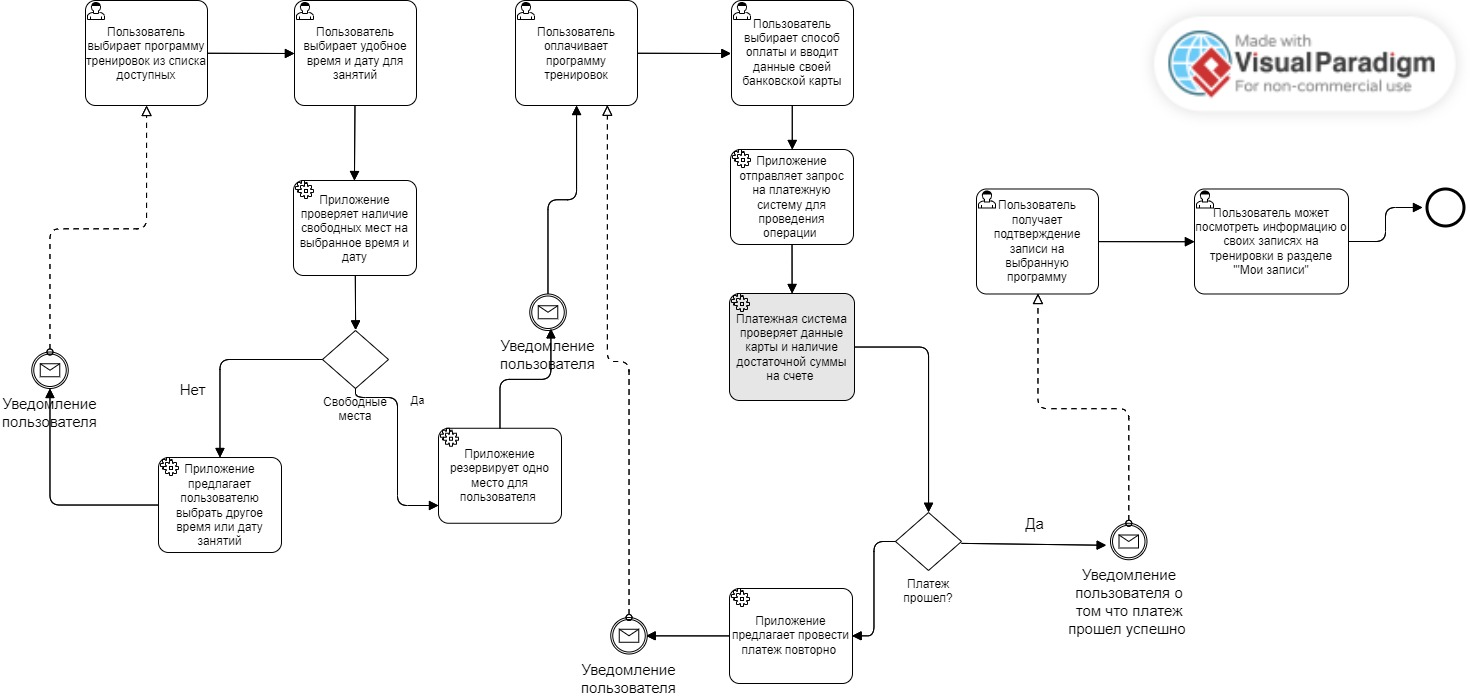 Пользователь
выбирает программу
тренировок из списка
доступных
Пользователь
выбирает удобное
время и дату для
занятий
Пользователь
оплачивает
программу
тренировок
Пользователь
выбирает способ
оплаты и вводит
данные своей
банковской карты
Made with
Visual Paradigm
For non-commercial use
Приложение
проверяет наличие
свободных мест на
выбранное время и
дату
Приложение
отправляет запрос
на платежную
систему для
проведения
операции
Пользователь
получает
подтверждение
записи на
выбранную
программу
Пользователь может
посмотреть информацию о
своих записях на
тренировки в разделе
"'Мои записи"
Платежная система
проверяет данные
карты и наличие
достаточной суммы
на счете
Уведомление
пользователя
Уведомление
пользователя
Нет
Свободные
места
Да
Приложение
предлагает
пользователю
выбрать другое
время или дату
занятий
Приложение
резервирует одно
место для
пользователя
Да
Платеж
прошел?
Уведомление
пользователя о
том что платеж
прошел успешно
Приложение
предлагает провести
платеж повторно
Уведомление
пользователя